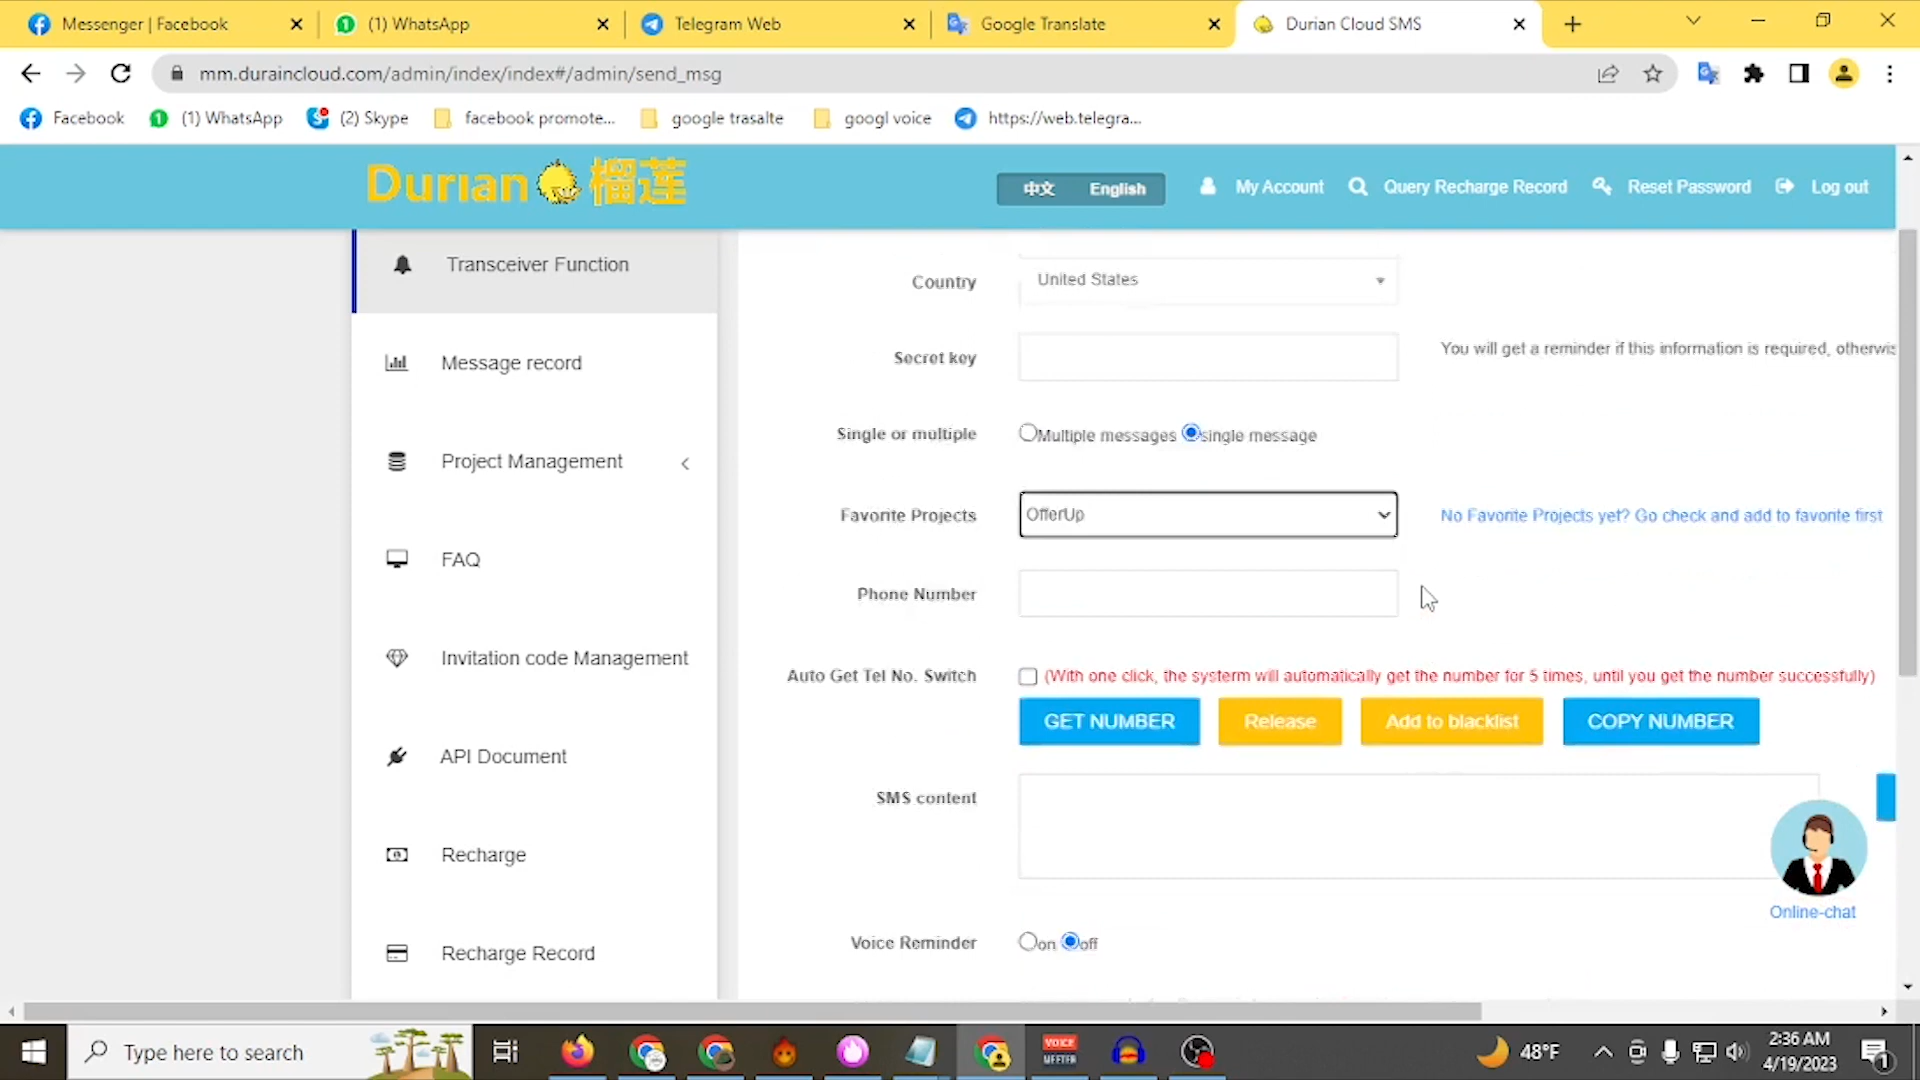 Messenger | Facebook
(1) WhatsApp
Telegram Web
Google Translate
Durian Cloud SMS
mm.duraincloud.com/admin/index/index#/admin/send_msg
Facebook
(1) WhatsApp
(2) Skype
facebook promote...
google trasalte
googl voice
https://web.telegra...
Durian 榴莲
中文 English
My Account
Query Recharge Record
Reset Password
Log out
Transceiver Function
Message record
Project Management
FAQ
Invitation code Management
API Document
Recharge
Recharge Record
Country
United States
Secret key
You will get a reminder if this information is required, otherwis
Single or multiple
Multiple messages single message
Favorite Projects
OfferUp
No Favorite Projects yet? Go check and add to favorite first
Phone Number
Auto Get Tel No. Switch
(With one click, the systerm will automatically get the number for 5 times, until you get the number successfully)
GET NUMBER
Release
Add to blacklist
COPY NUMBER
SMS content
Online-chat
Voice Reminder
on off
Type here to search
VOICE
MEETER
48°F
2:36 AM
4/19/2023
1